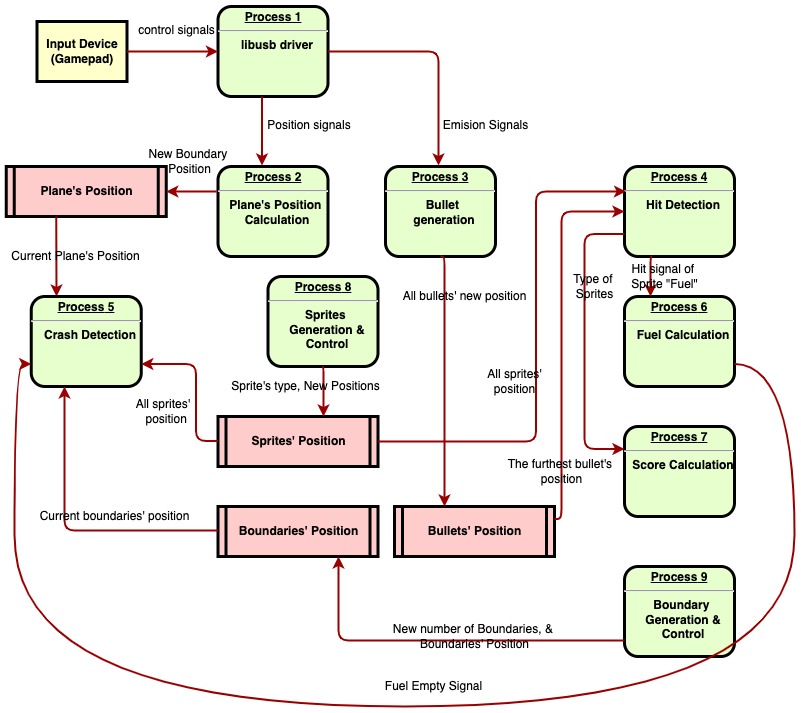 Process 1
control signals
Input Device
(Gamepad)
libusb driver
Position signals
Emision Signals
New Boundary
Position
Process 2
Plane's Position
Calculation
Process 3
Bullet
generation
Process 4
Hit Detection
Plane's Position
Current Plane's Position
Type of
Sprites
Hit signal of
Sprite "Fuel"
Process 8
Sprites
Generation &
Control
All bullets' new position
Process 5
Crash Detection
Process 6
Fuel Calculation
Sprite's type, New Positions
All sprites'
position
All sprites'
position
Sprites' Position
Process 7
Score Calculation
The furthest bullet's
position
Current boundaries' position
Boundaries' Position
Bullets' Position
Process 9
Boundary
Generation &
Control
New number of Boundaries, &
Boundaries' Position
Fuel Empty Signal